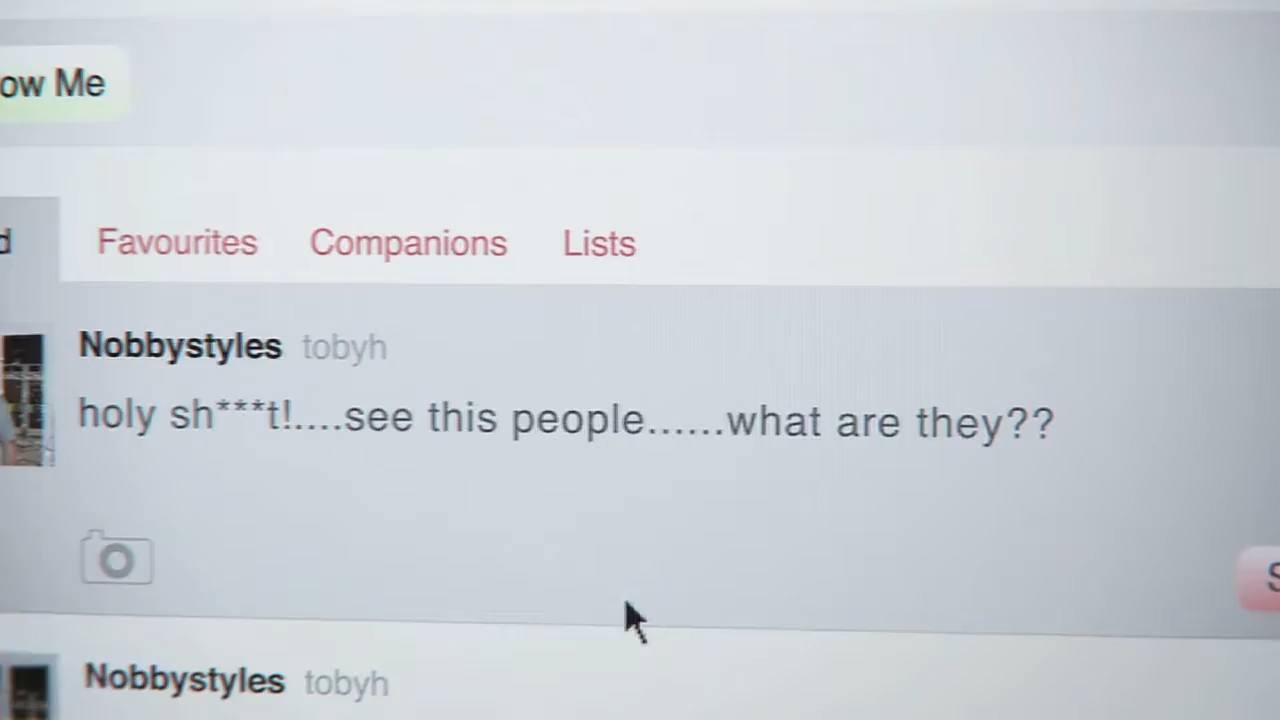 ow Me
d Favourites Companions Lists
Nobbystyles tobyh
holy sh***t!....see this people......what are they??
S
Nobbystyles tobyh